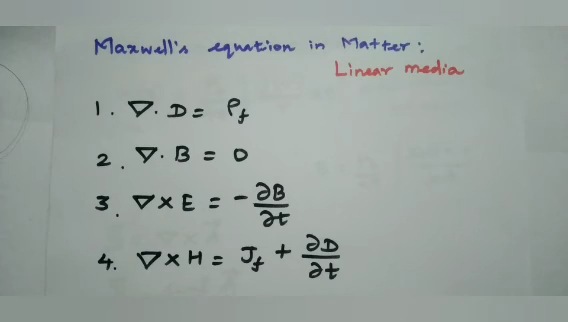 Maxwell's equation in Matter:
Linear media
1. ∇. D = ρf
2. ∇. B = 0
3. ∇×E = -∂B/∂t
4. ∇×H = Jf + ∂D/∂t